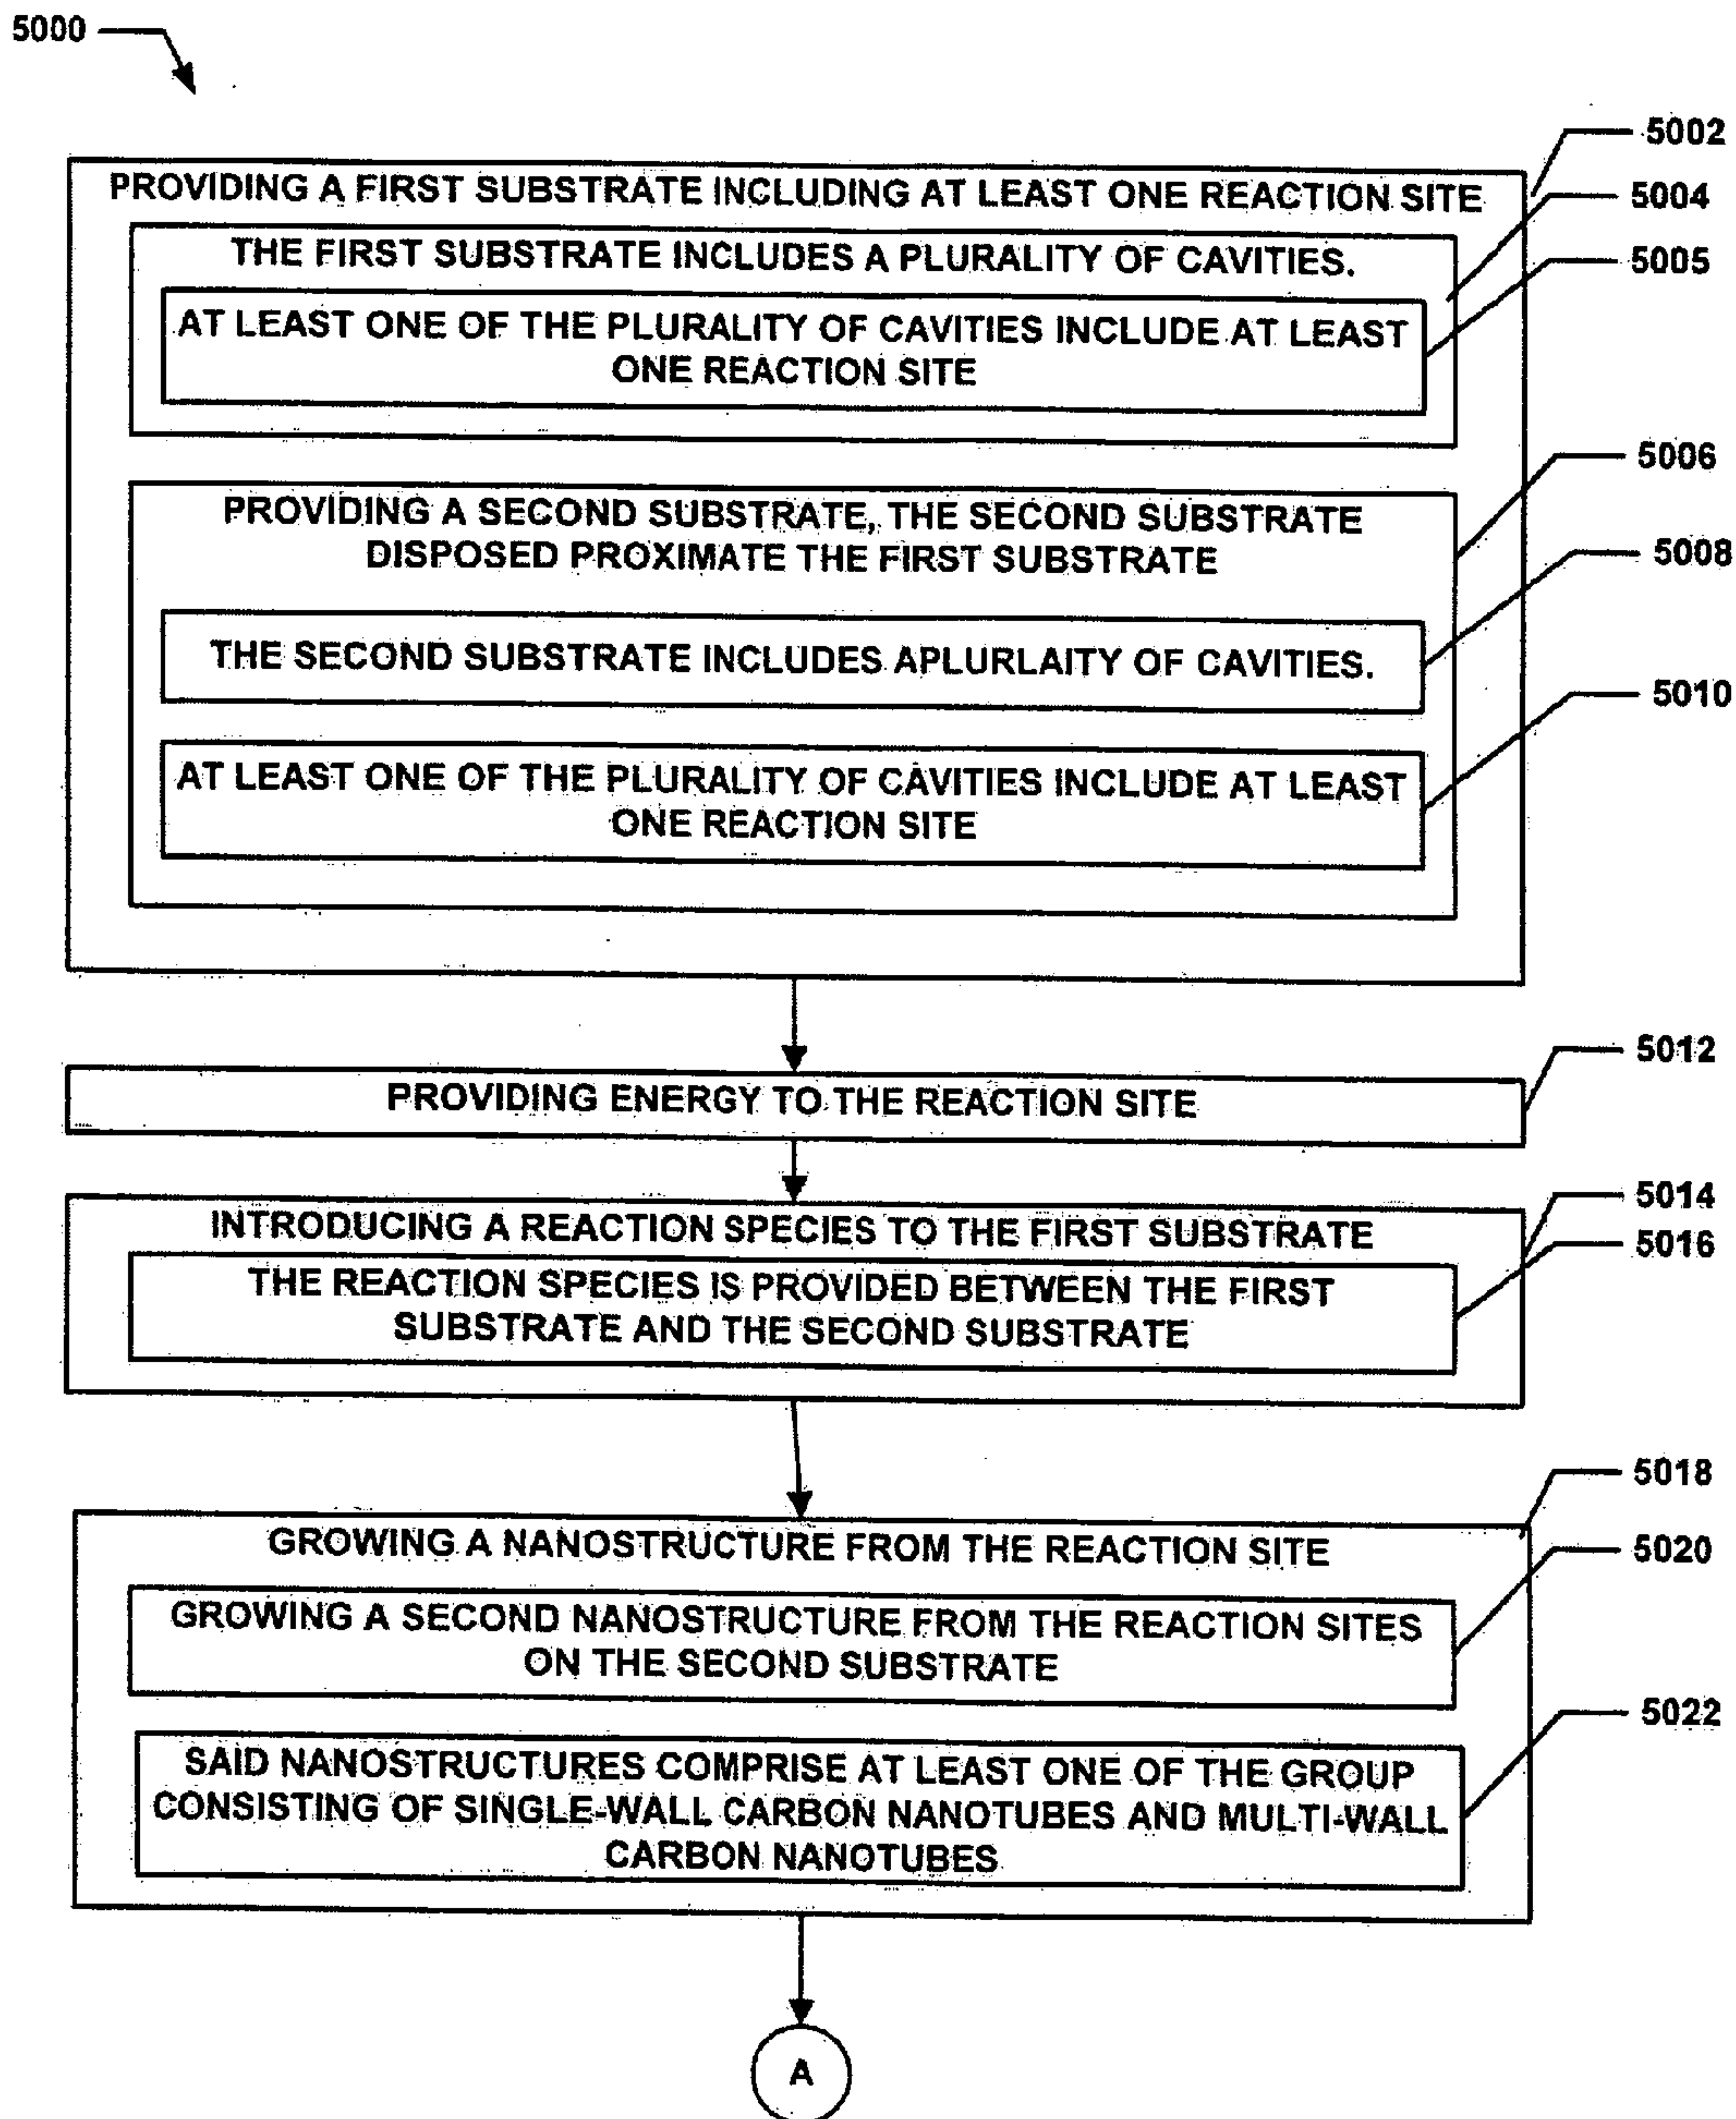 5000
5002
PROVIDING A FIRST SUBSTRATE INCLUDING AT LEAST ONE REACTION SITE
5004
THE FIRST SUBSTRATE INCLUDES A PLURALITY OF CAVITIES.
5005
AT LEAST ONE OF THE PLURALITY OF CAVITIES INCLUDE AT LEAST
ONE REACTION SITE
5006
PROVIDING A SECOND SUBSTRATE, THE SECOND SUBSTRATE
DISPOSED PROXIMATE THE FIRST SUBSTRATE
5008
THE SECOND SUBSTRATE INCLUDES APLURLAITY OF CAVITIES.
5010
AT LEAST ONE OF THE PLURALITY OF CAVITIES INCLUDE AT LEAST
ONE REACTION SITE
5012
PROVIDING ENERGY TO THE REACTION SITE
5014
INTRODUCING A REACTION SPECIES TO THE FIRST SUBSTRATE
5016
THE REACTION SPECIES IS PROVIDED BETWEEN THE FIRST
SUBSTRATE AND THE SECOND SUBSTRATE
5018
GROWING A NANOSTRUCTURE FROM THE REACTION SITE
5020
GROWING A SECOND NANOSTRUCTURE FROM THE REACTION SITES
ON THE SECOND SUBSTRATE
5022
SAID NANOSTRUCTURES COMPRISE AT LEAST ONE OF THE GROUP
CONSISTING OF SINGLE-WALL CARBON NANOTUBES AND MULTI-WALL
CARBON NANOTUBES
A